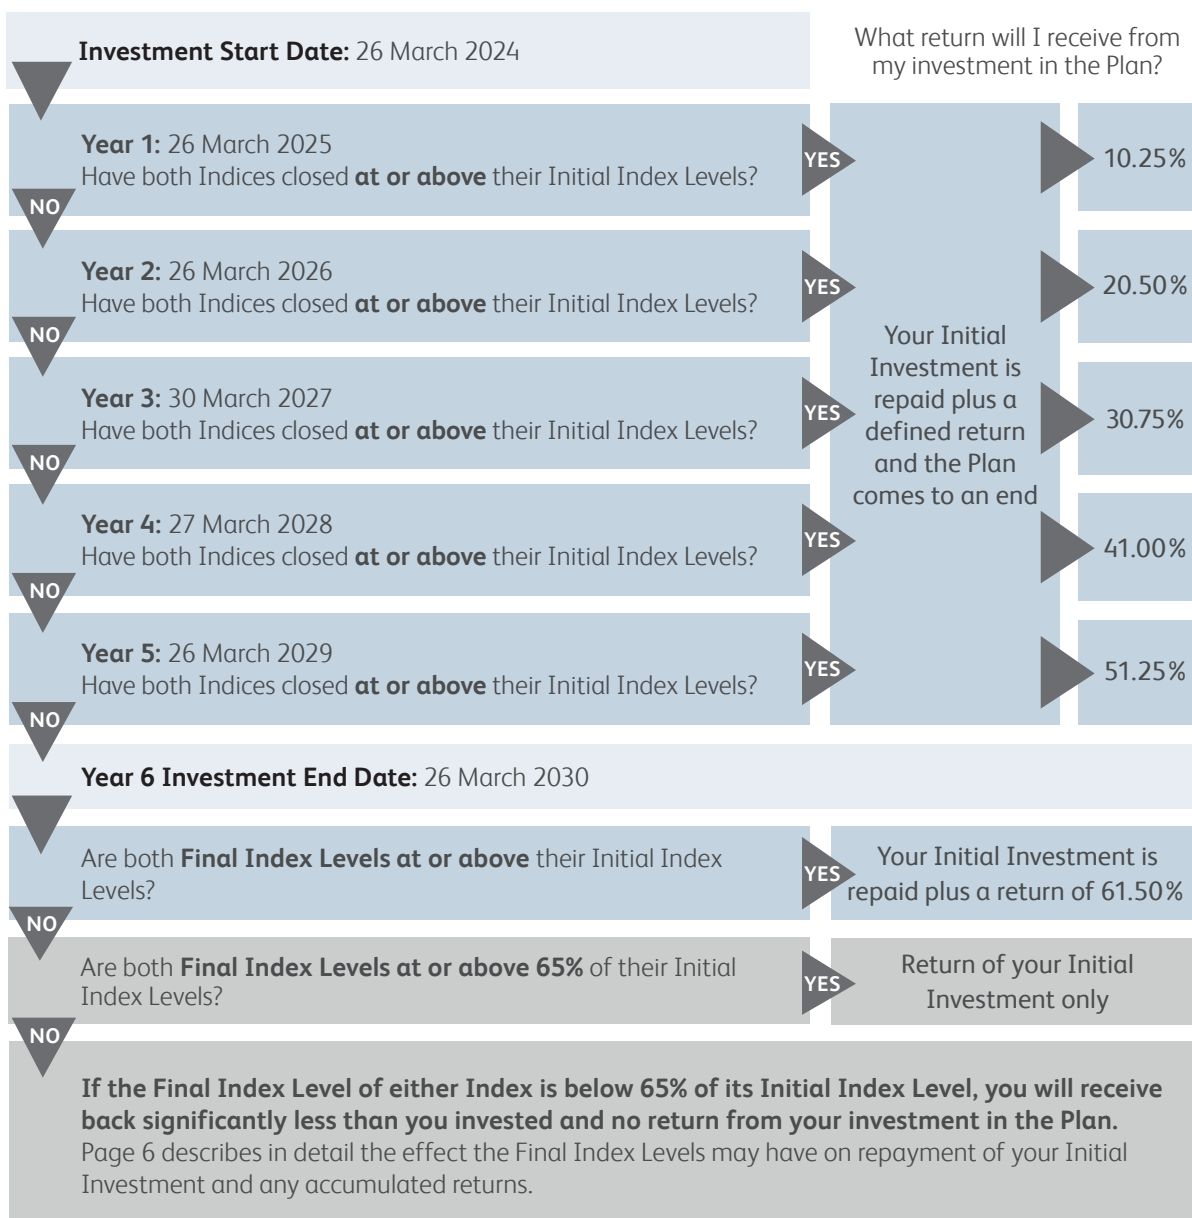 Investment Start Date: 26 March 2024
What return will I receive from
my investment in the Plan?
Year 1: 26 March 2025
Have both Indices closed at or above their Initial Index Levels?
YES
10.25%
NO
Year 2: 26 March 2026
Have both Indices closed at or above their Initial Index Levels?
YES
20.50%
NO
Year 3: 30 March 2027
Have both Indices closed at or above their Initial Index Levels?
YES
Your Initial
Investment is
repaid plus a
defined return
and the Plan
comes to an end
30.75%
NO
Year 4: 27 March 2028
Have both Indices closed at or above their Initial Index Levels?
YES
41.00%
NO
Year 5: 26 March 2029
Have both Indices closed at or above their Initial Index Levels?
YES
51.25%
NO
Year 6 Investment End Date: 26 March 2030
Are both Final Index Levels at or above their Initial Index
Levels?
YES
Your Initial Investment is
repaid plus a return of 61.50%
NO
Are both Final Index Levels at or above 65% of their Initial
Index Levels?
YES
Return of your Initial
Investment only
NO
If the Final Index Level of either Index is below 65% of its Initial Index Level, you will receive
back significantly less than you invested and no return from your investment in the Plan.
Page 6 describes in detail the effect the Final Index Levels may have on repayment of your Initial
Investment and any accumulated returns.